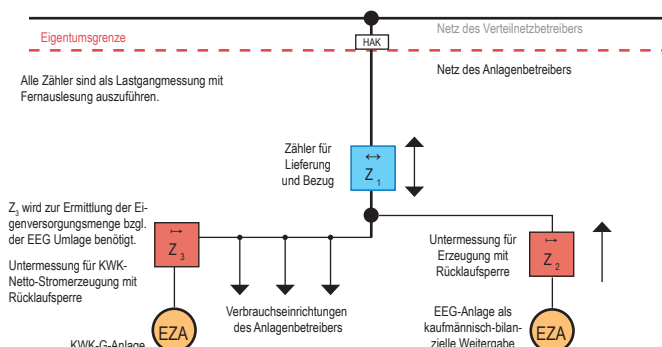 Eigentumsgrenze
Netz des Verteilnetzbetreibers
HAK
Netz des Anlagenbetreibers
Alle Zähler sind als Lastgangmessung mit
Fernauslesung auszuführen.
Zähler für
Lieferung
und Bezug
↔
Z 1
Z3 wird zur Ermittlung der Ei-
genversorgungsmenge bzgl.
der EEG Umlage benötigt.
Untermessung für KWK-
Netto-Stromerzeugung mit
Rücklaufsperre
↦
Z 3
Untermessung für
Erzeugung mit
Rücklaufsperre
↦
Z 2
Verbrauchseinrichtungen
des Anlagenbetreibers
EEG-Anlage als
kaufmännisch-bilan-
zielle Weitergabe
EZA
KWK-G-Anlage
EZA